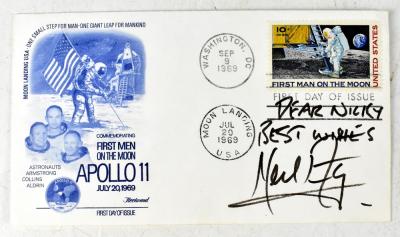 MOON LANDING USA: ONE SMALL STEP FOR MAN-ONE GIANT LEAP FOR MANKIND
COMMEMORATING
FIRST MEN
ON THE MOON
APOLLO 11
JULY 20, 1969
Fleetwood
FIRST DAY OF ISSUE
ASTRONAUTS
ARMSTRONG
COLLINS
ALDRIN
WASHINGTON, DC
SEP
9
1969
MOON LANDING
JUL
20
1969
USA
10¢
UNITED STATES
FIRST MAN ON THE MOON
FIRST DAY OF ISSUE
DEAR NICKY
BEST WISHES